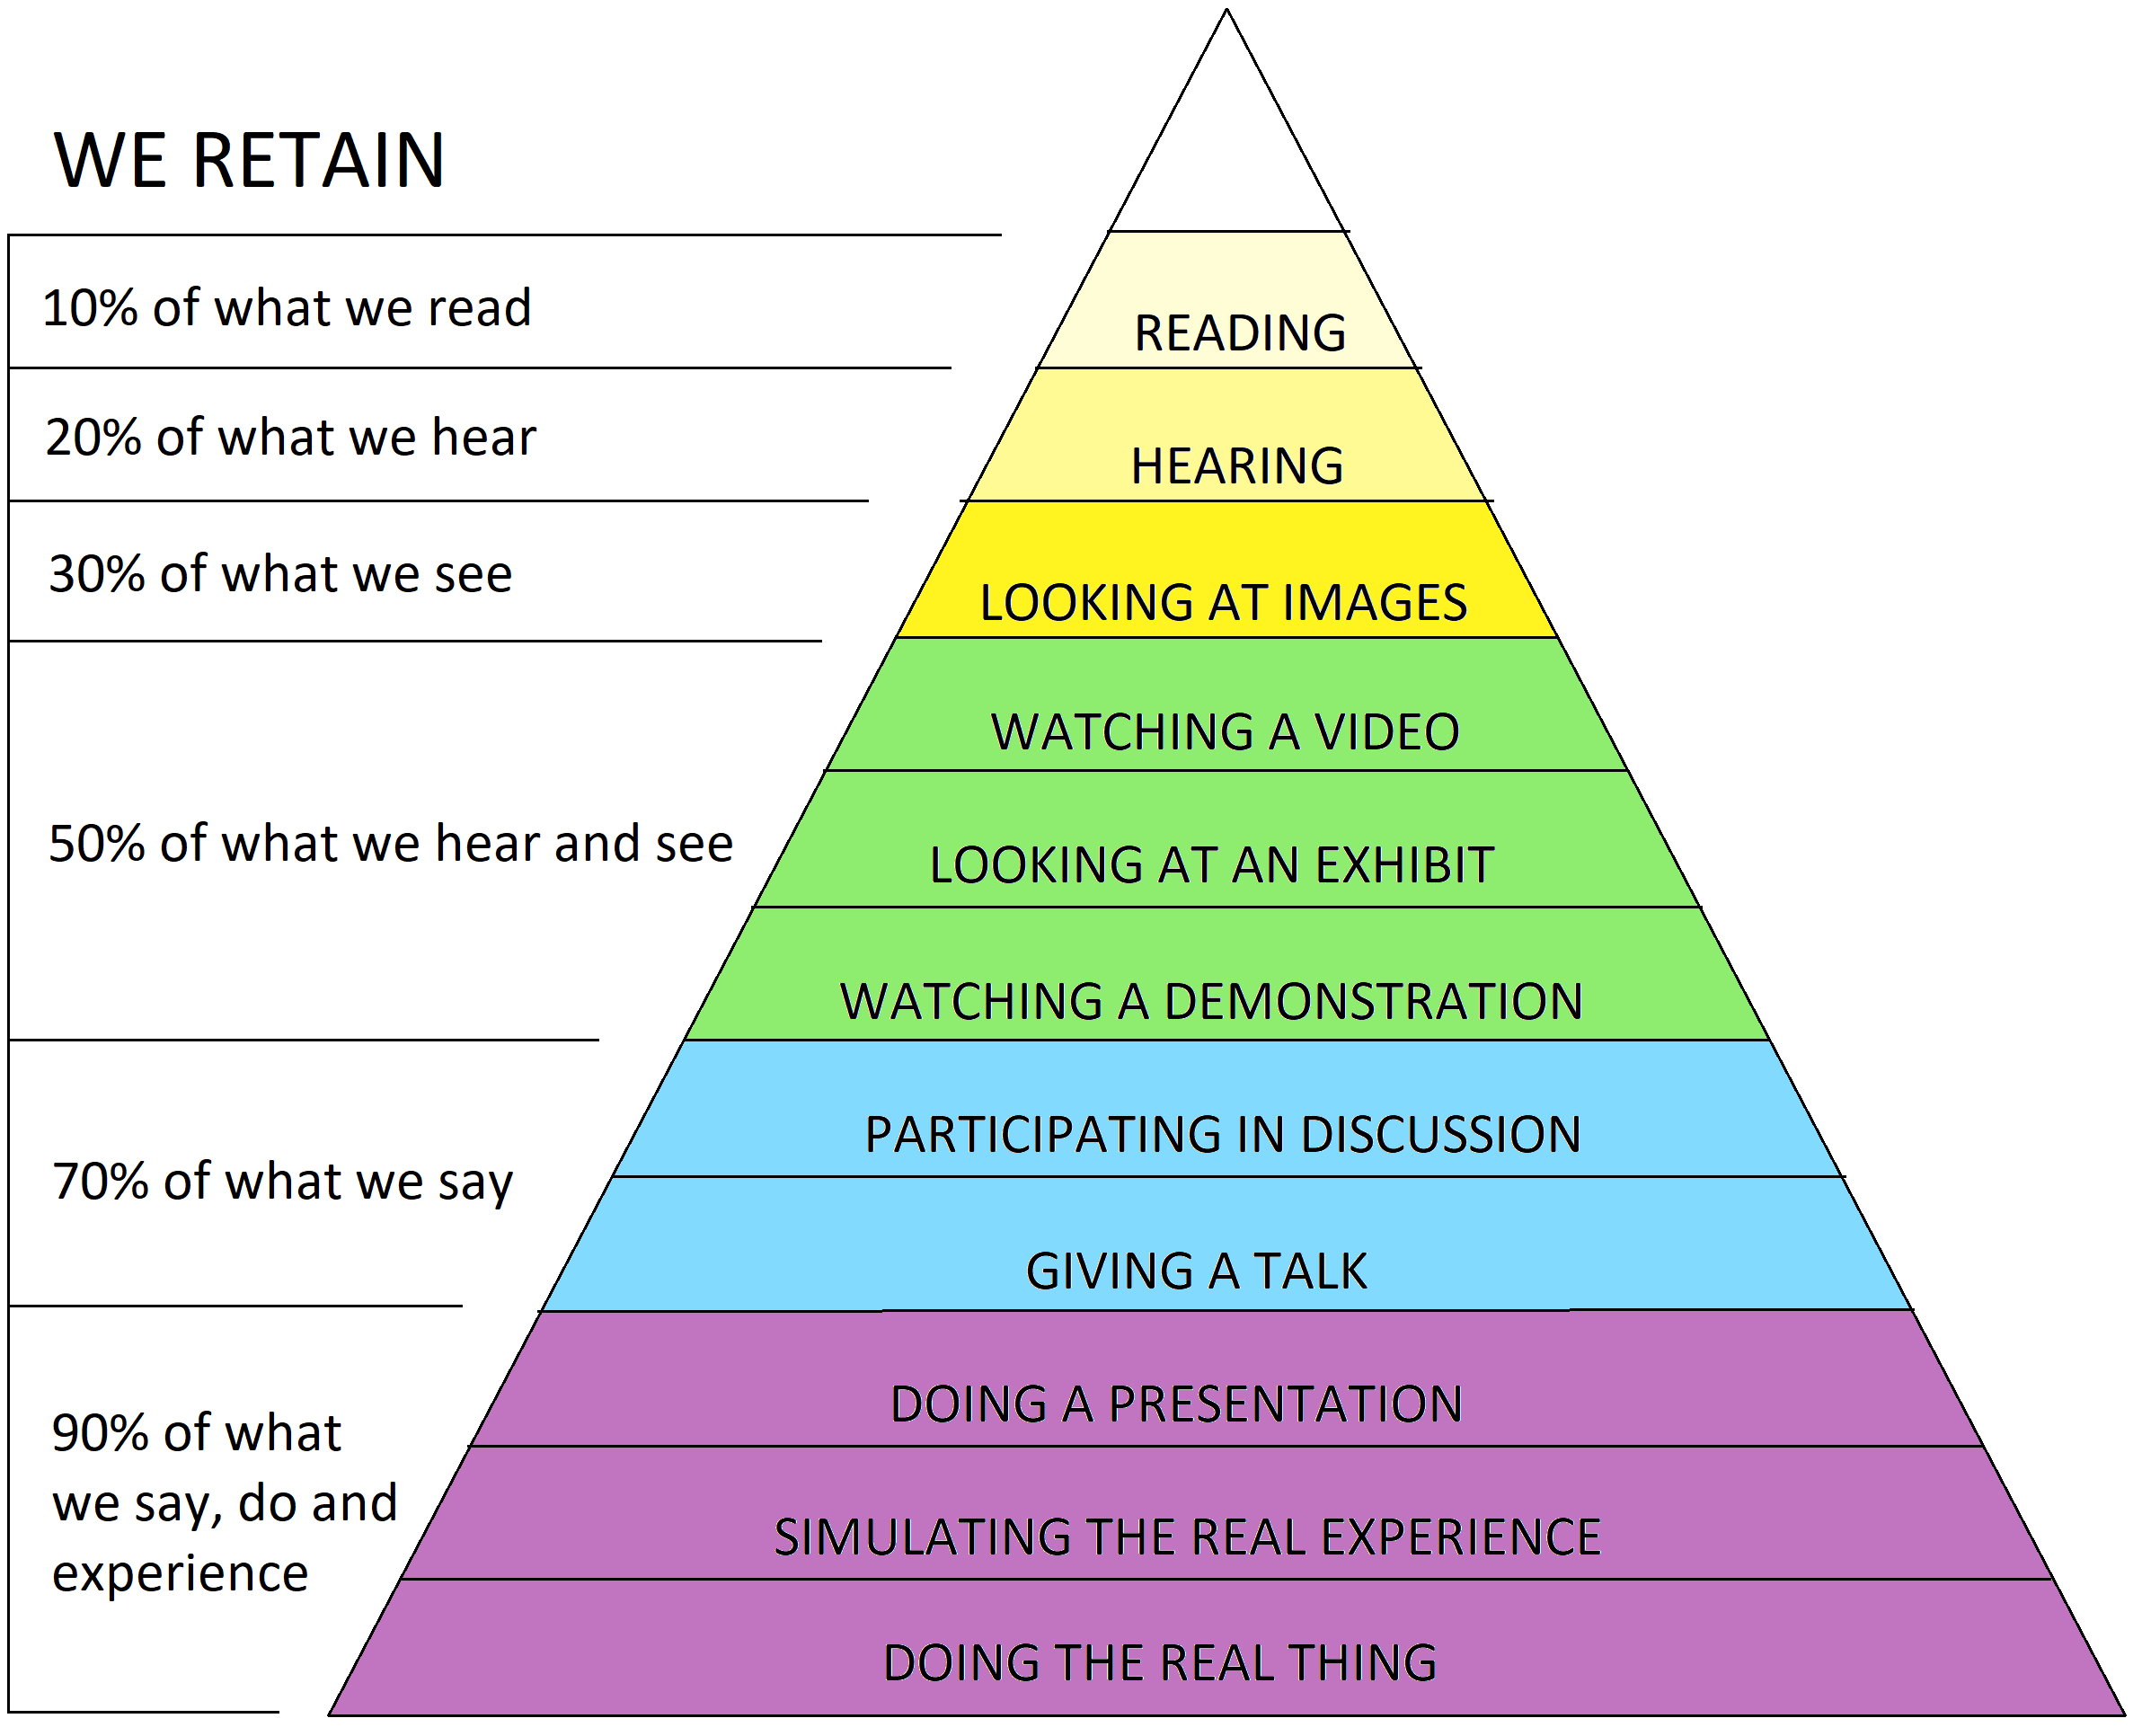 WE RETAIN
10% of what we read
READING
20% of what we hear
HEARING
30% of what we see
LOOKING AT IMAGES
WATCHING A VIDEO
50% of what we hear and see
LOOKING AT AN EXHIBIT
WATCHING A DEMONSTRATION
PARTICIPATING IN DISCUSSION
70% of what we say
GIVING A TALK
DOING A PRESENTATION
90% of what
we say, do and
experience
SIMULATING THE REAL EXPERIENCE
DOING THE REAL THING